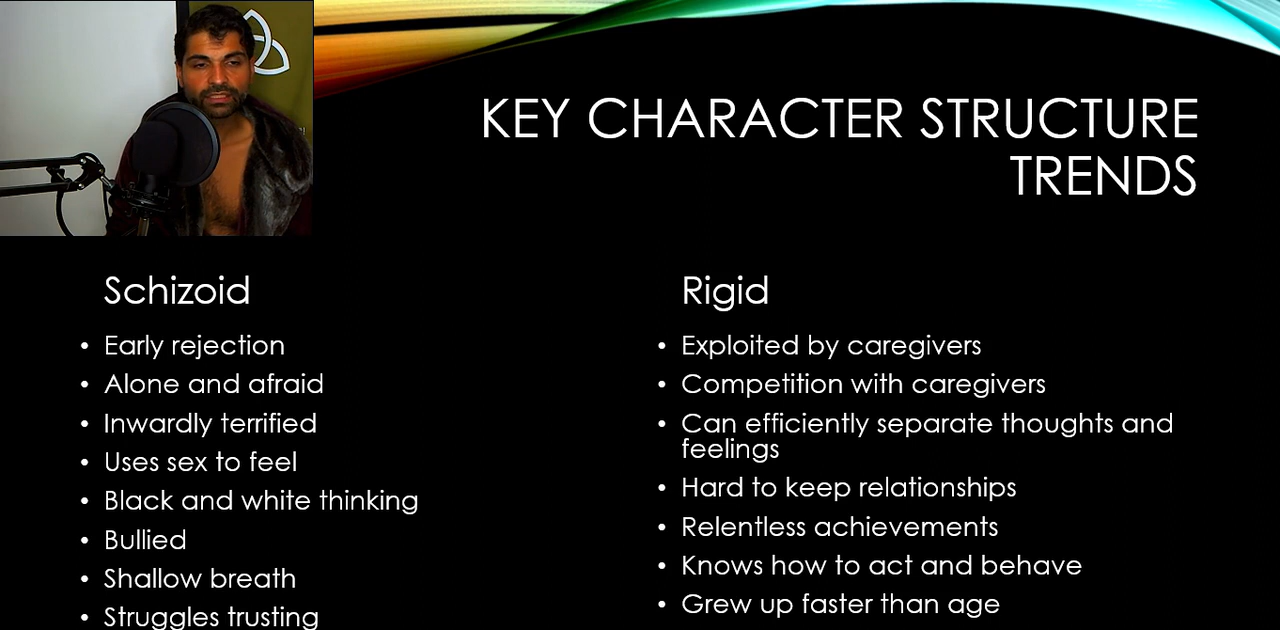 KEY CHARACTER STRUCTURE
TRENDS
Schizoid
• Early rejection
• Alone and afraid
• Inwardly terrified
• Uses sex to feel
• Black and white thinking
• Bullied
• Shallow breath
• Struggles trusting
Rigid
• Exploited by caregivers
• Competition with caregivers
• Can efficiently separate thoughts and
feelings
• Hard to keep relationships
• Relentless achievements
• Knows how to act and behave
• Grew up faster than age